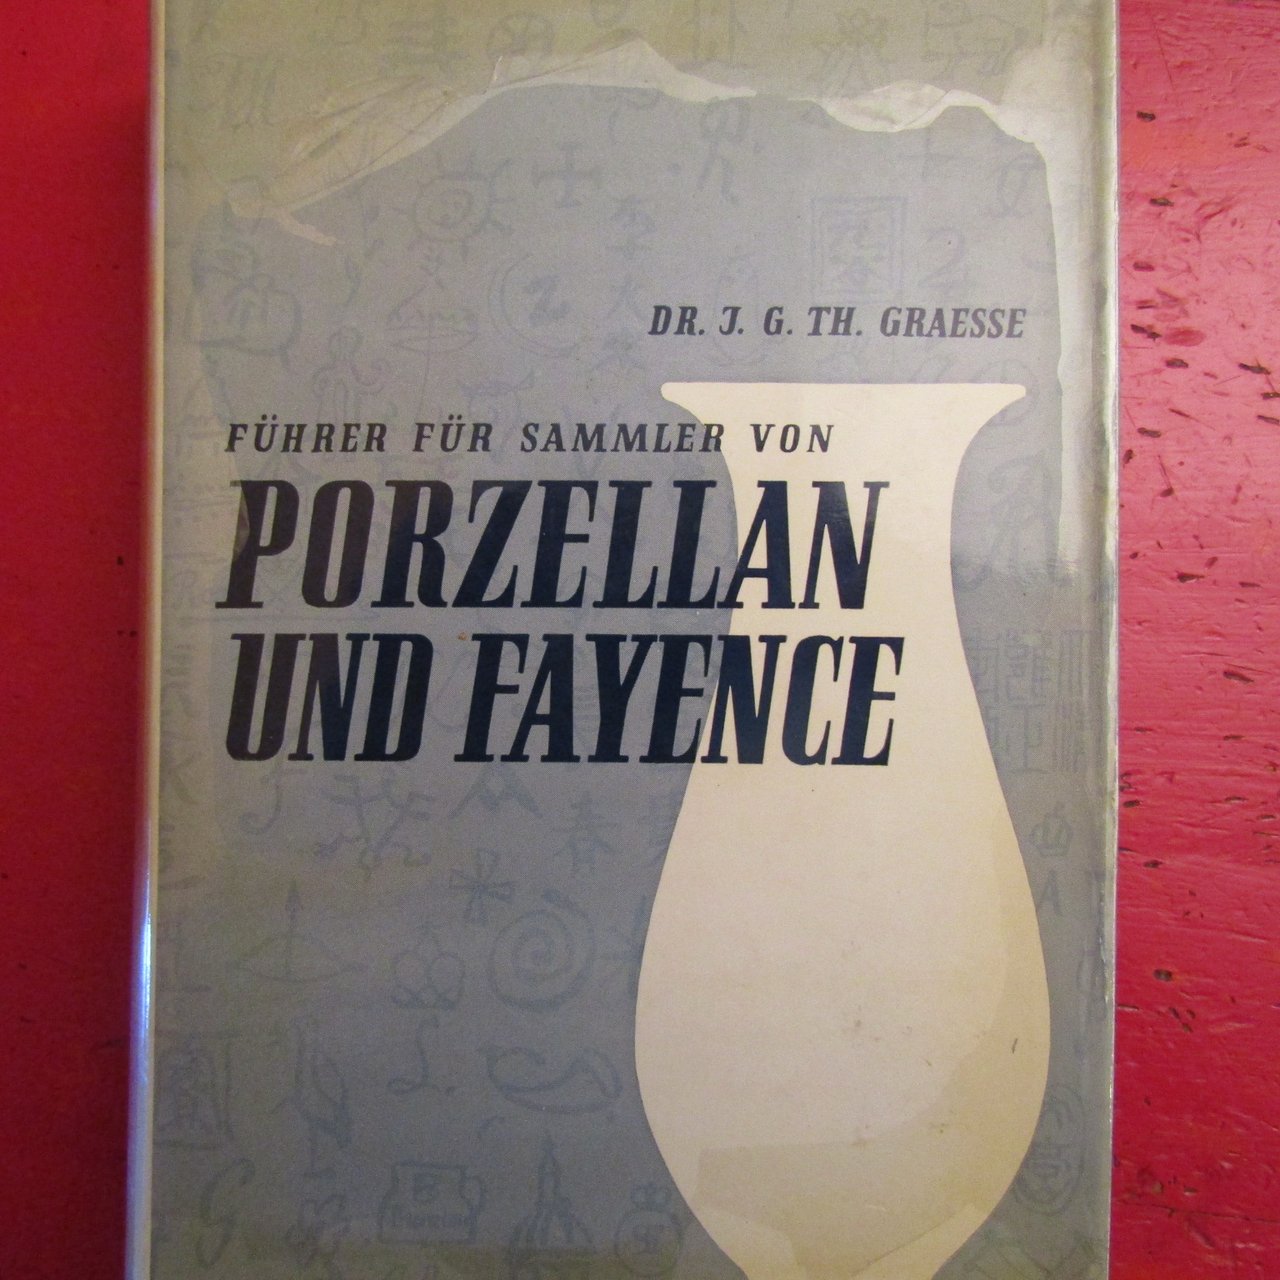 DR. J. G. TH. GRAESSE
FÜHRER FÜR SAMMLER VON
PORZELLAN
UND FAYENCE